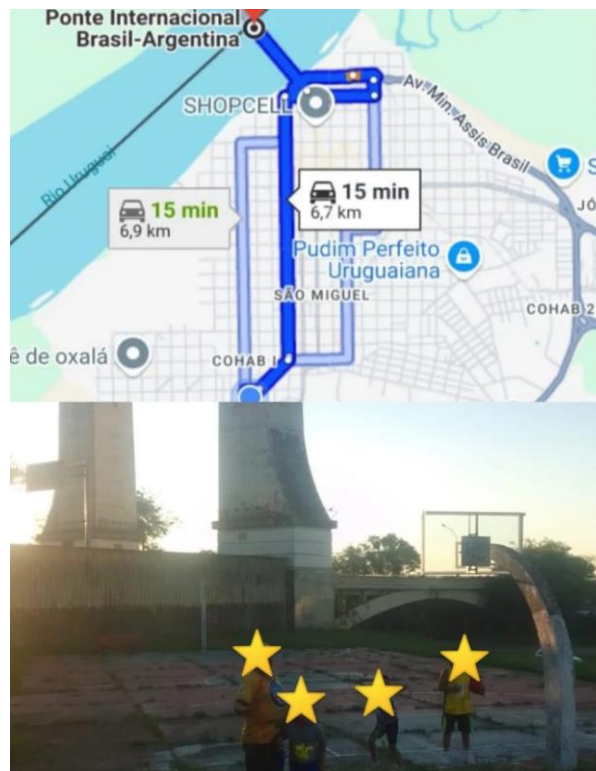 Ponte Internacional
Brasil-Argentina
SHOPCELL
Av. Min. Assis Brasil
Rio Uruguai
15 min
6,9 km
15 min
6,7 km
S
JÓ
Pudim Perfeito
Uruguaiana
SÃO MIGUEL
COHAB 2
ê de oxalá
COHAB I